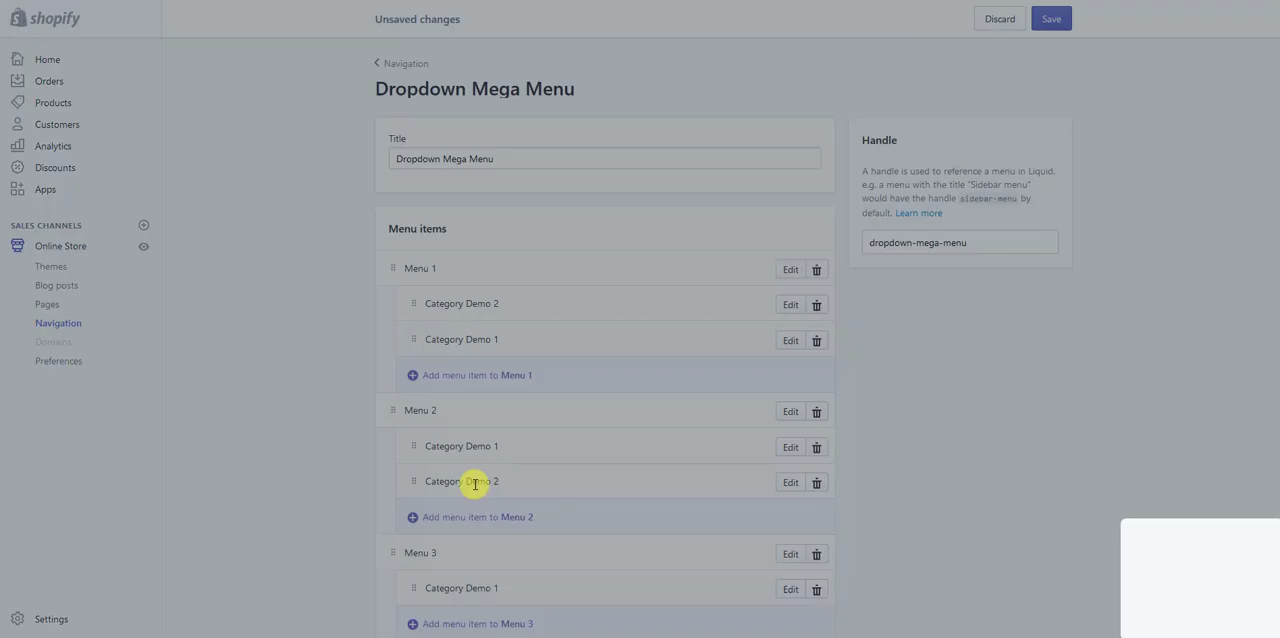 shopify
Unsaved changes
Discard
Save
Home
Orders
Products
Customers
Analytics
Discounts
Apps
SALES CHANNELS
Online Store
Themes
Blog posts
Pages
Navigation
Domains
Preferences
Settings
Navigation
Dropdown Mega Menu
Title
Dropdown Mega Menu
Menu items
Menu 1
Edit
Category Demo 2
Edit
Category Demo 1
Edit
Add menu item to Menu 1
Menu 2
Edit
Category Demo 1
Edit
Category Demo 2
Edit
Add menu item to Menu 2
Menu 3
Edit
Category Demo 1
Edit
Add menu item to Menu 3
Handle
A handle is used to reference a menu in Liquid.
e.g. a menu with the title "Sidebar menu"
would have the handle sidebar-menu by
default. Learn more
dropdown-mega-menu